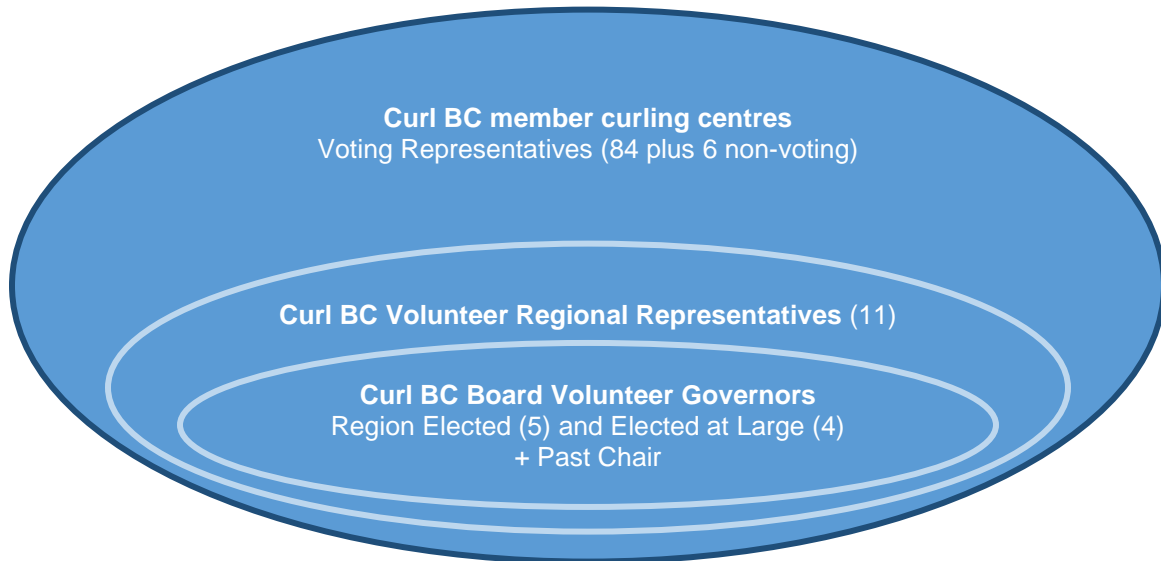 Curl BC member curling centres
Voting Representatives (84 plus 6 non-voting)
Curl BC Volunteer Regional Representatives (11)
Curl BC Board Volunteer Governors
Region Elected (5) and Elected at Large (4)
+ Past Chair